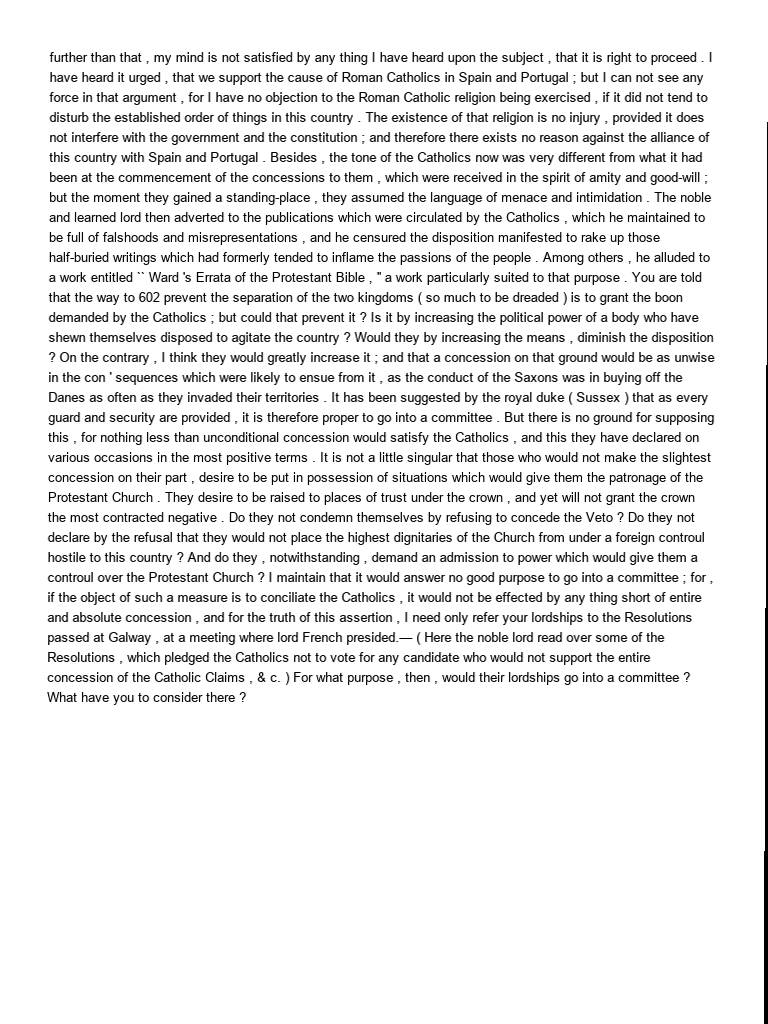 further than that , my mind is not satisfied by any thing I have heard upon the subject , that it is right to proceed . I
have heard it urged , that we support the cause of Roman Catholics in Spain and Portugal ; but I can not see any
force in that argument , for I have no objection to the Roman Catholic religion being exercised , if it did not tend to
disturb the established order of things in this country . The existence of that religion is no injury , provided it does
not interfere with the government and the constitution ; and therefore there exists no reason against the alliance of
this country with Spain and Portugal . Besides , the tone of the Catholics now was very different from what it had
been at the commencement of the concessions to them , which were received in the spirit of amity and good-will ;
but the moment they gained a standing-place , they assumed the language of menace and intimidation . The noble
and learned lord then adverted to the publications which were circulated by the Catholics , which he maintained to
be full of falshoods and misrepresentations , and he censured the disposition manifested to rake up those
half-buried writings which had formerly tended to inflame the passions of the people . Among others , he alluded to
a work entitled `` Ward 's Errata of the Protestant Bible , '' a work particularly suited to that purpose . You are told
that the way to 602 prevent the separation of the two kingdoms ( so much to be dreaded ) is to grant the boon
demanded by the Catholics ; but could that prevent it ? Is it by increasing the political power of a body who have
shewn themselves disposed to agitate the country ? Would they by increasing the means , diminish the disposition
? On the contrary , I think they would greatly increase it ; and that a concession on that ground would be as unwise
in the con ' sequences which were likely to ensue from it , as the conduct of the Saxons was in buying off the
Danes as often as they invaded their territories . It has been suggested by the royal duke ( Sussex ) that as every
guard and security are provided , it is therefore proper to go into a committee . But there is no ground for supposing
this , for nothing less than unconditional concession would satisfy the Catholics , and this they have declared on
various occasions in the most positive terms . It is not a little singular that those who would not make the slightest
concession on their part , desire to be put in possession of situations which would give them the patronage of the
Protestant Church . They desire to be raised to places of trust under the crown , and yet will not grant the crown
the most contracted negative . Do they not condemn themselves by refusing to concede the Veto ? Do they not
declare by the refusal that they would not place the highest dignitaries of the Church from under a foreign controul
hostile to this country ? And do they , notwithstanding , demand an admission to power which would give them a
controul over the Protestant Church ? I maintain that it would answer no good purpose to go into a committee ; for ,
if the object of such a measure is to conciliate the Catholics , it would not be effected by any thing short of entire
and absolute concession , and for the truth of this assertion , I need only refer your lordships to the Resolutions
passed at Galway , at a meeting where lord French presided.— ( Here the noble lord read over some of the
Resolutions , which pledged the Catholics not to vote for any candidate who would not support the entire
concession of the Catholic Claims , & c. ) For what purpose , then , would their lordships go into a committee ?
What have you to consider there ?